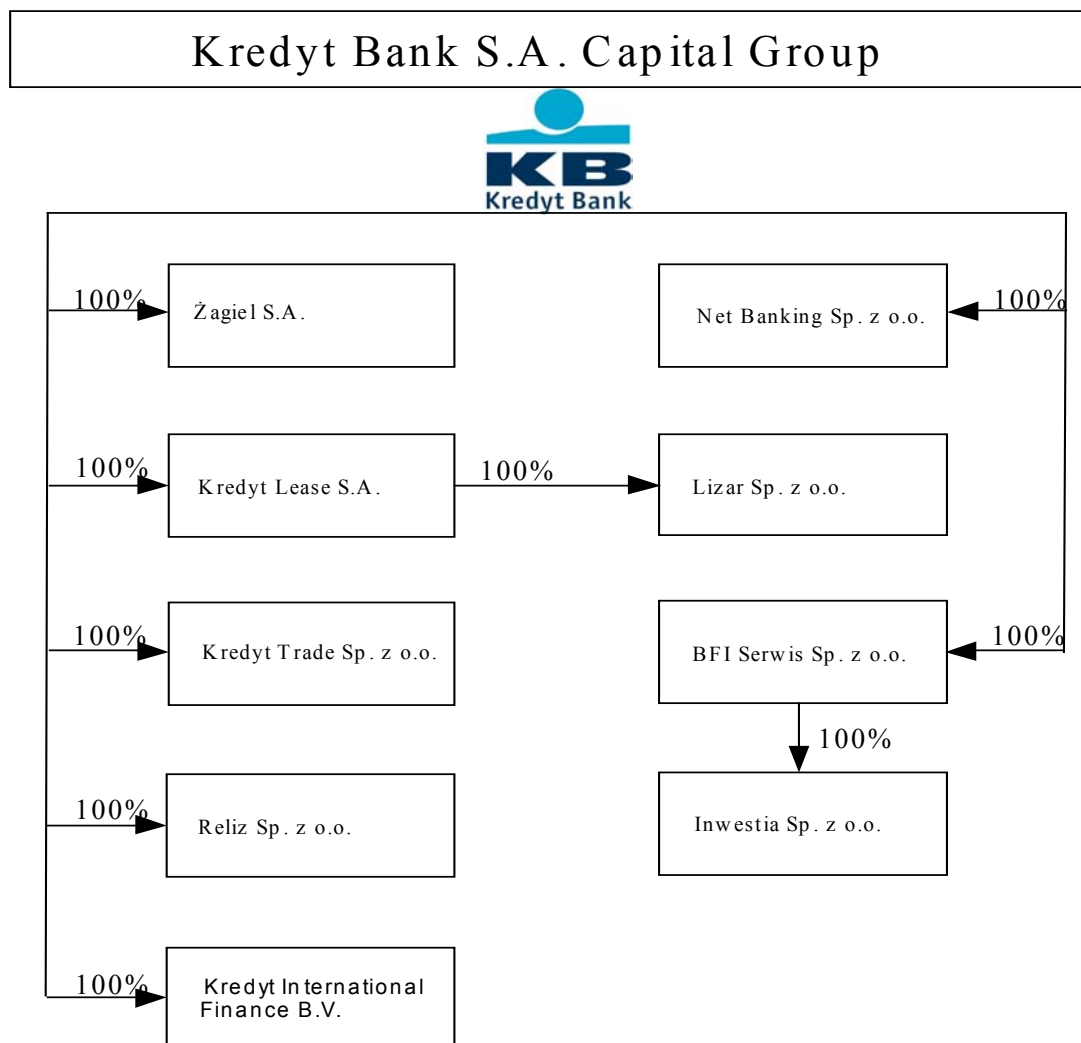 Kredyt Bank S.A. Capital Group
KB
Kredyt Bank
100%
Żagiel S.A.
Net Banking Sp. z o.o.
100%
100%
Kredyt Lease S.A.
100%
Lizar Sp. z o.o.
100%
Kredyt Trade Sp. z o.o.
BFI Serwis Sp. z o.o.
100%
100%
100%
Reliz Sp. z o.o.
Inwestia Sp. z o.o.
100%
Kredyt International
Finance B.V.